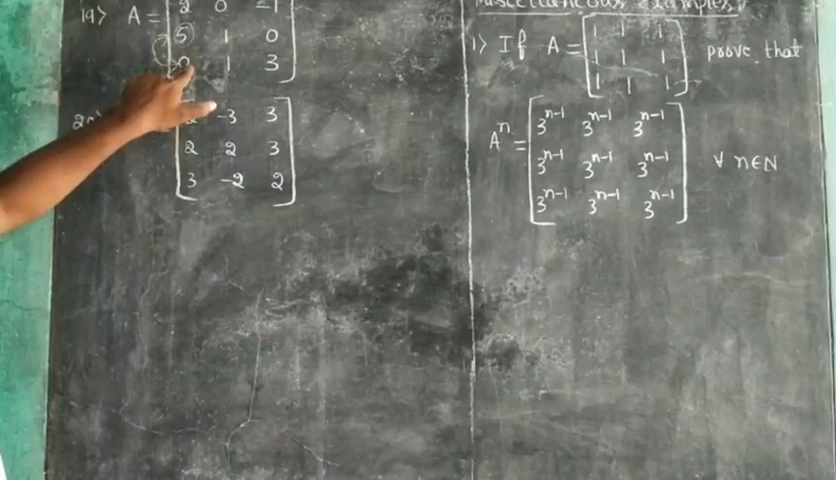 19) A = [2 0 -1
5 1 0
0 1 3]
[2 -3 3
2 2 3
3 -2 2]
Miscellaneous examples
1) If A = [1 1 1
1 1 1
1 1 1] prove that
Aⁿ = [3ⁿ⁻¹ 3ⁿ⁻¹ 3ⁿ⁻¹
3ⁿ⁻¹ 3ⁿ⁻¹ 3ⁿ⁻¹
3ⁿ⁻¹ 3ⁿ⁻¹ 3ⁿ⁻¹] ∀ n∈N